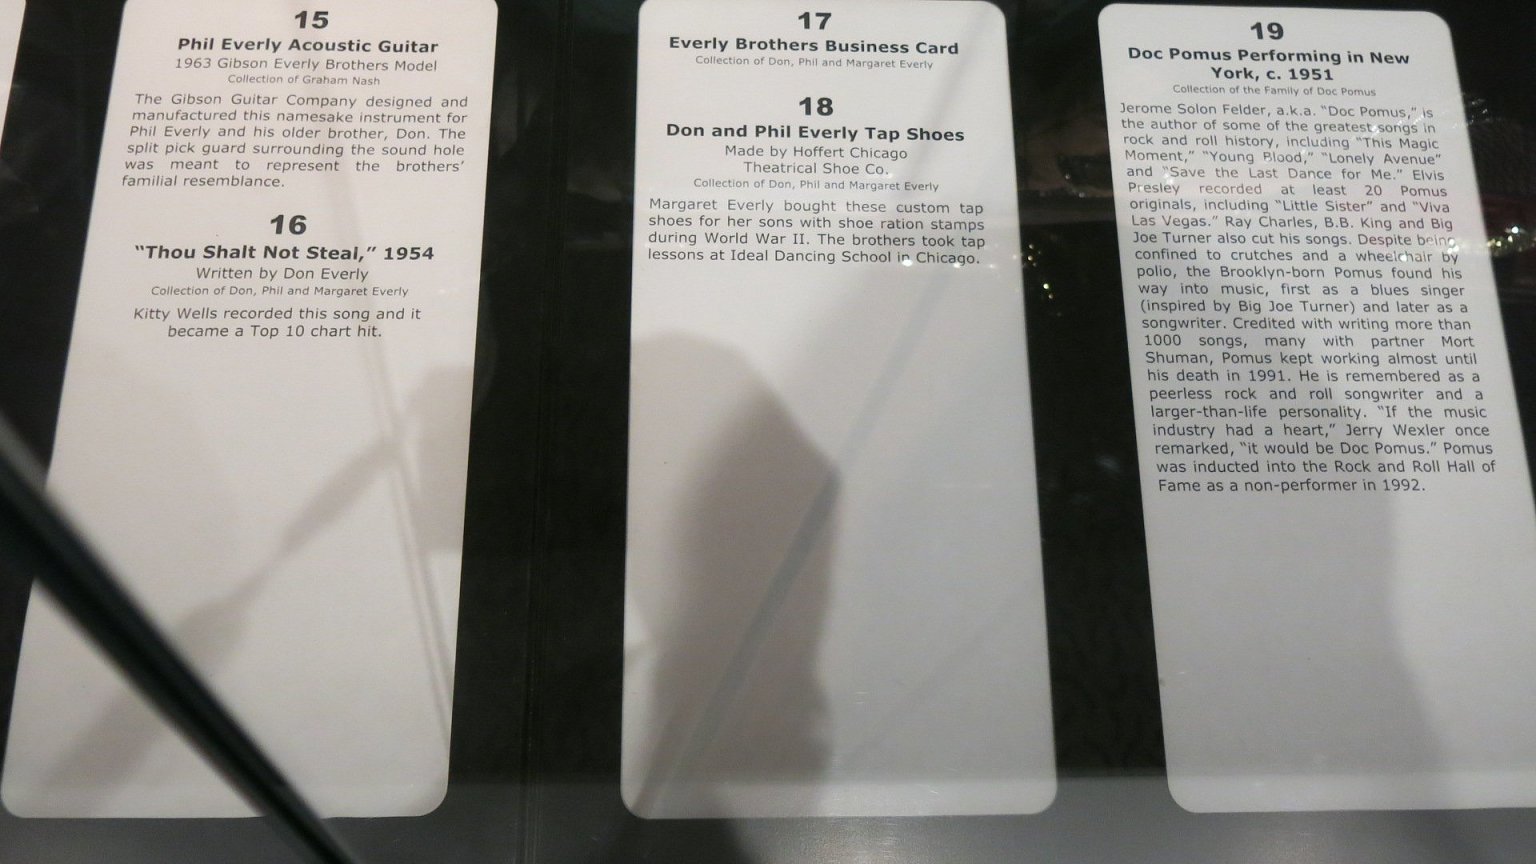 15
Phil Everly Acoustic Guitar
1963 Gibson Everly Brothers Model
Collection of Graham Nash
The Gibson Guitar Company designed and
manufactured this namesake instrument for
Phil Everly and his older brother, Don. The
split pick guard surrounding the sound hole
was meant to represent the brothers’
familial resemblance.
16
“Thou Shalt Not Steal,” 1954
Written by Don Everly
Collection of Don, Phil and Margaret Everly
Kitty Wells recorded this song and it
became a Top 10 chart hit.
17
Everly Brothers Business Card
Collection of Don, Phil and Margaret Everly
18
Don and Phil Everly Tap Shoes
Made by Hoffert Chicago
Theatrical Shoe Co.
Collection of Don, Phil and Margaret Everly
Margaret Everly bought these custom tap
shoes for her sons with shoe ration stamps
during World War II. The brothers took tap
lessons at Ideal Dancing School in Chicago.
19
Doc Pomus Performing in New
York, c. 1951
Collection of the Family of Doc Pomus
Jerome Solon Felder, a.k.a. “Doc Pomus,” is
the author of some of the greatest songs in
rock and roll history, including “This Magic
Moment,” “Young Blood,” “Lonely Avenue”
and “Save the Last Dance for Me.” Elvis
Presley recorded at least 20 Pomus
originals, including “Little Sister” and “Viva
Las Vegas.” Ray Charles, B.B. King and Big
Joe Turner also cut his songs. Despite being
confined to crutches and a wheelchair by
polio, the Brooklyn-born Pomus found his
way into music, first as a blues singer
(inspired by Big Joe Turner) and later as a
songwriter. Credited with writing more than
1000 songs, many with partner Mort
Shuman, Pomus kept working almost until
his death in 1991. He is remembered as a
peerless rock and roll songwriter and a
larger-than-life personality. “If the music
industry had a heart,” Jerry Wexler once
remarked, “it would be Doc Pomus.” Pomus
was inducted into the Rock and Roll Hall of
Fame as a non-performer in 1992.